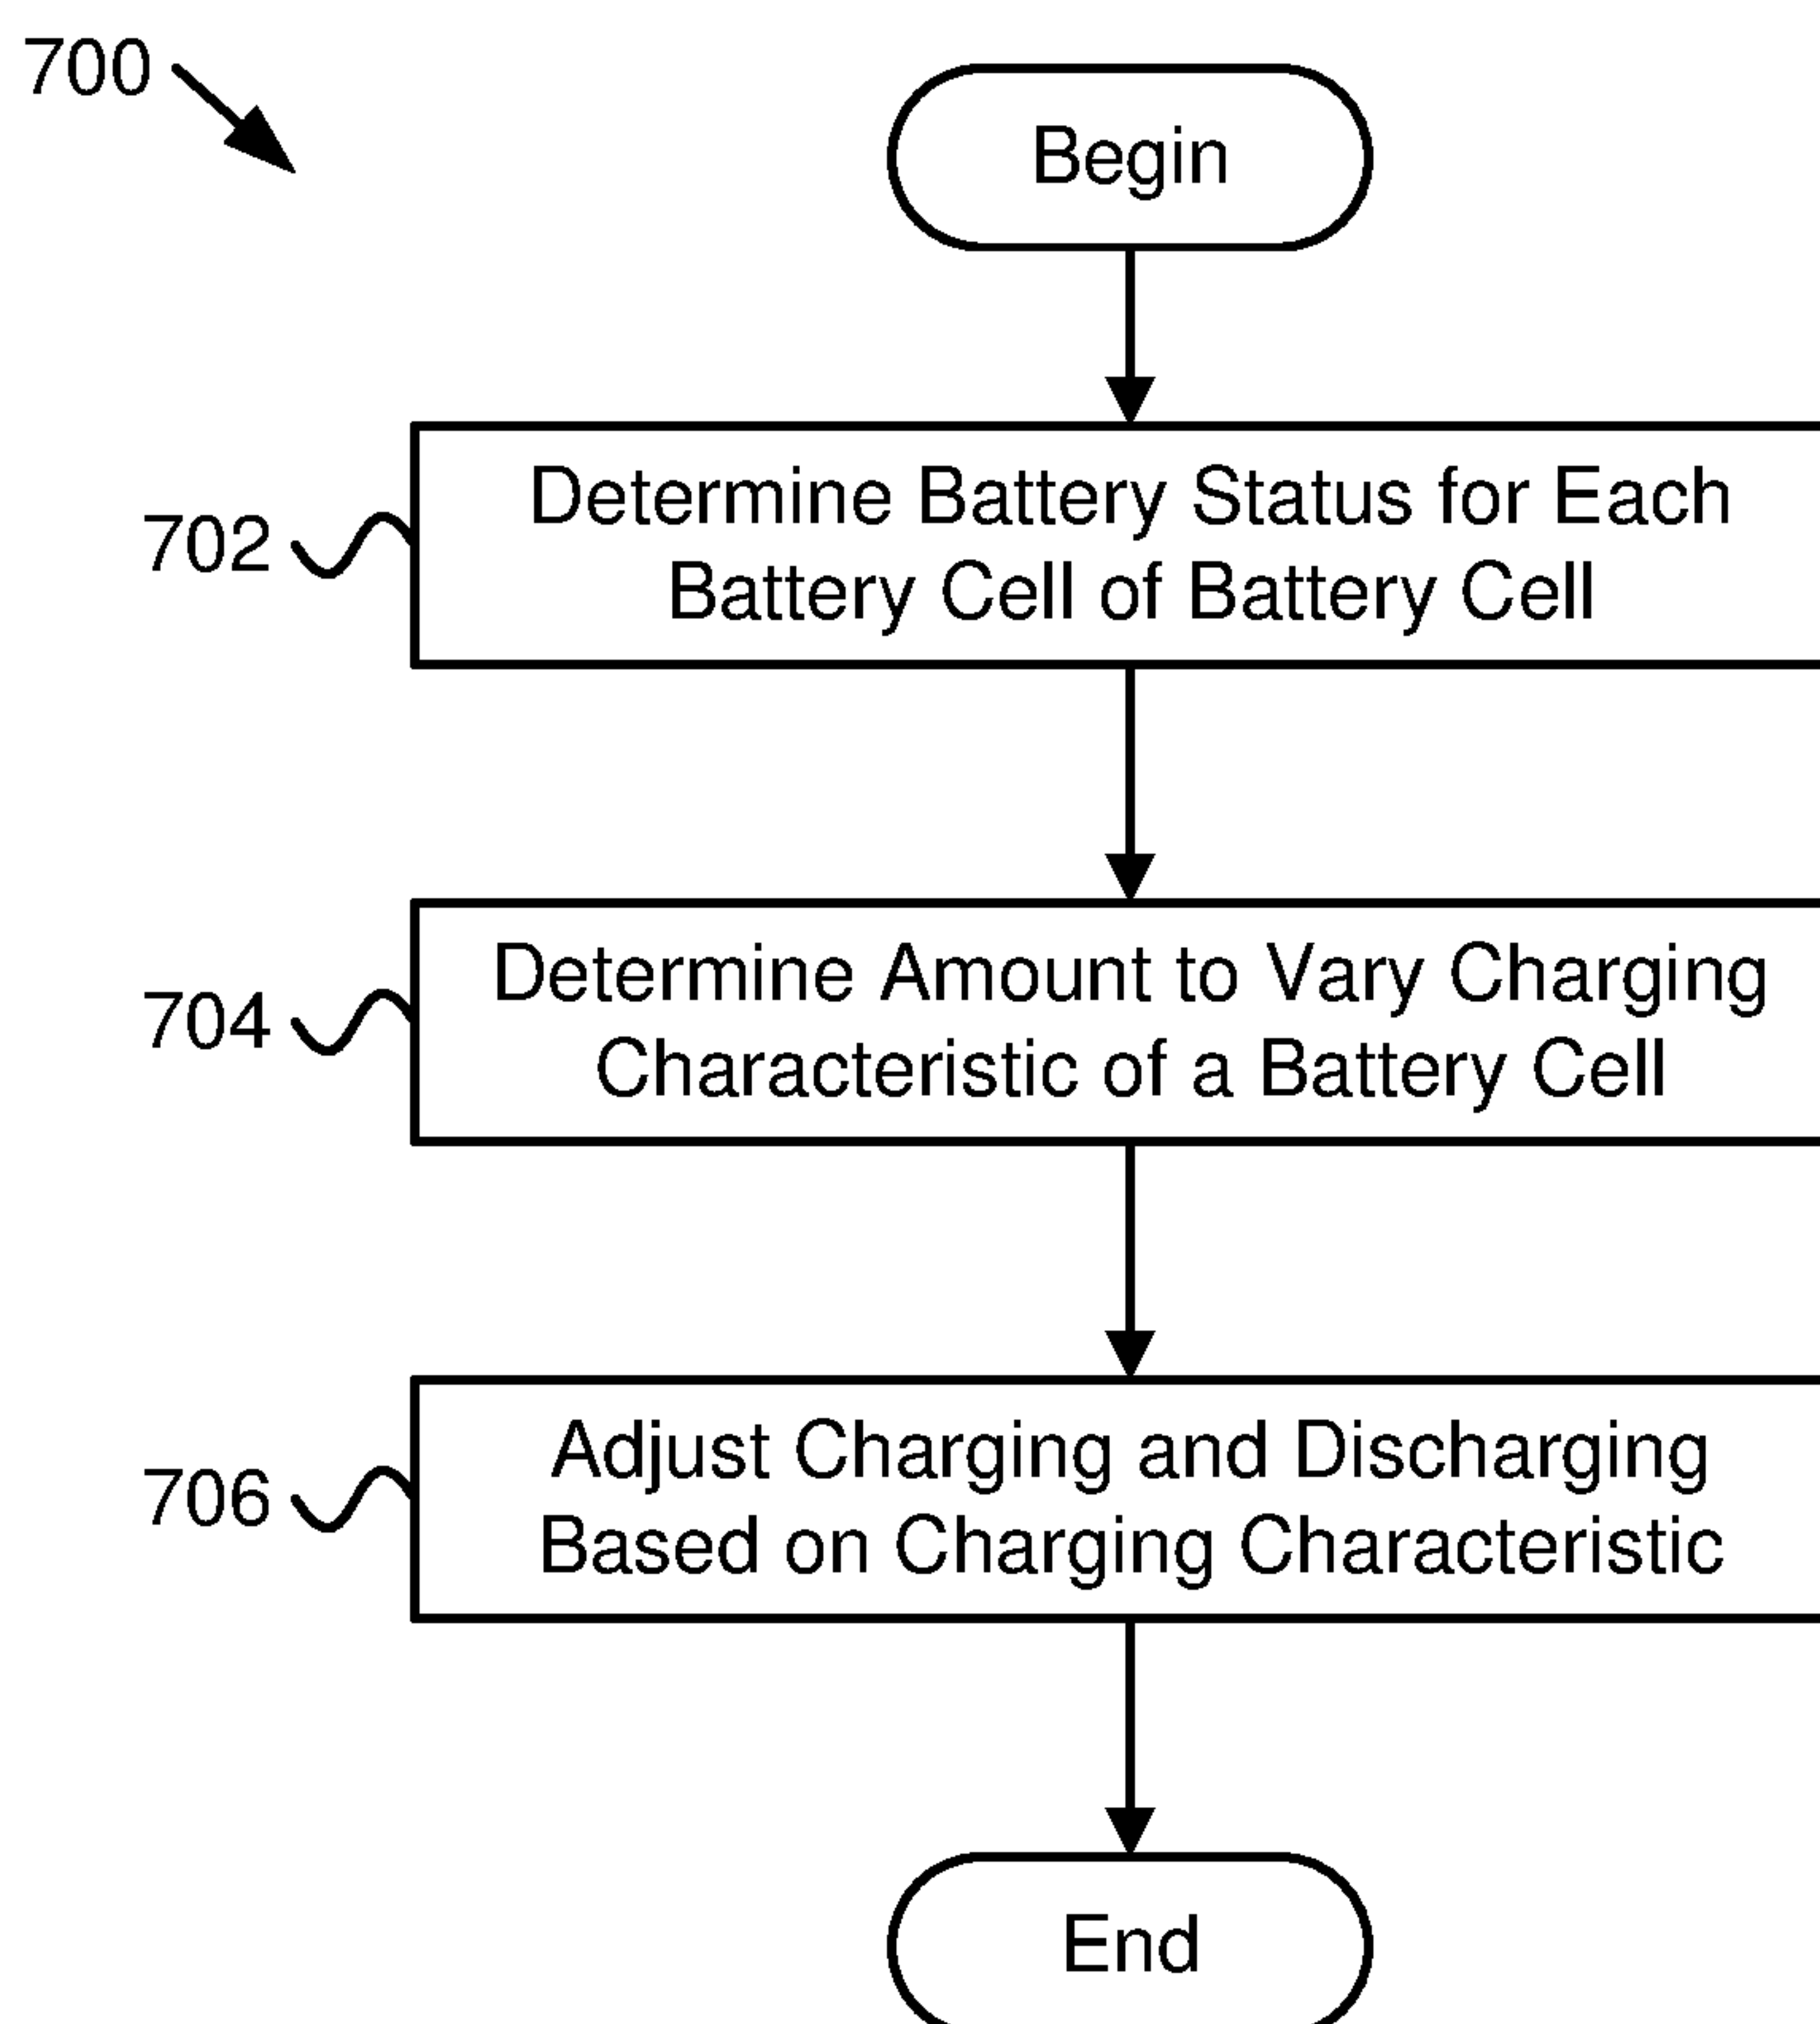 700
Begin
Determine Battery Status for Each
Battery Cell of Battery Cell
702
Determine Amount to Vary Charging
Characteristic of a Battery Cell
704
Adjust Charging and Discharging
Based on Charging Characteristic
706
End